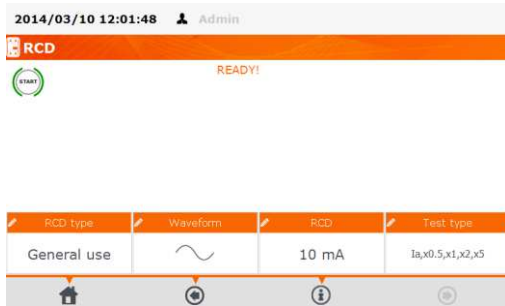 2014/03/10 12:01:48 Admin
RCD
READY!
START
RCD type Waveform RCD Test type
General use 10 mA Ia,x0.5,x1,x2,x5